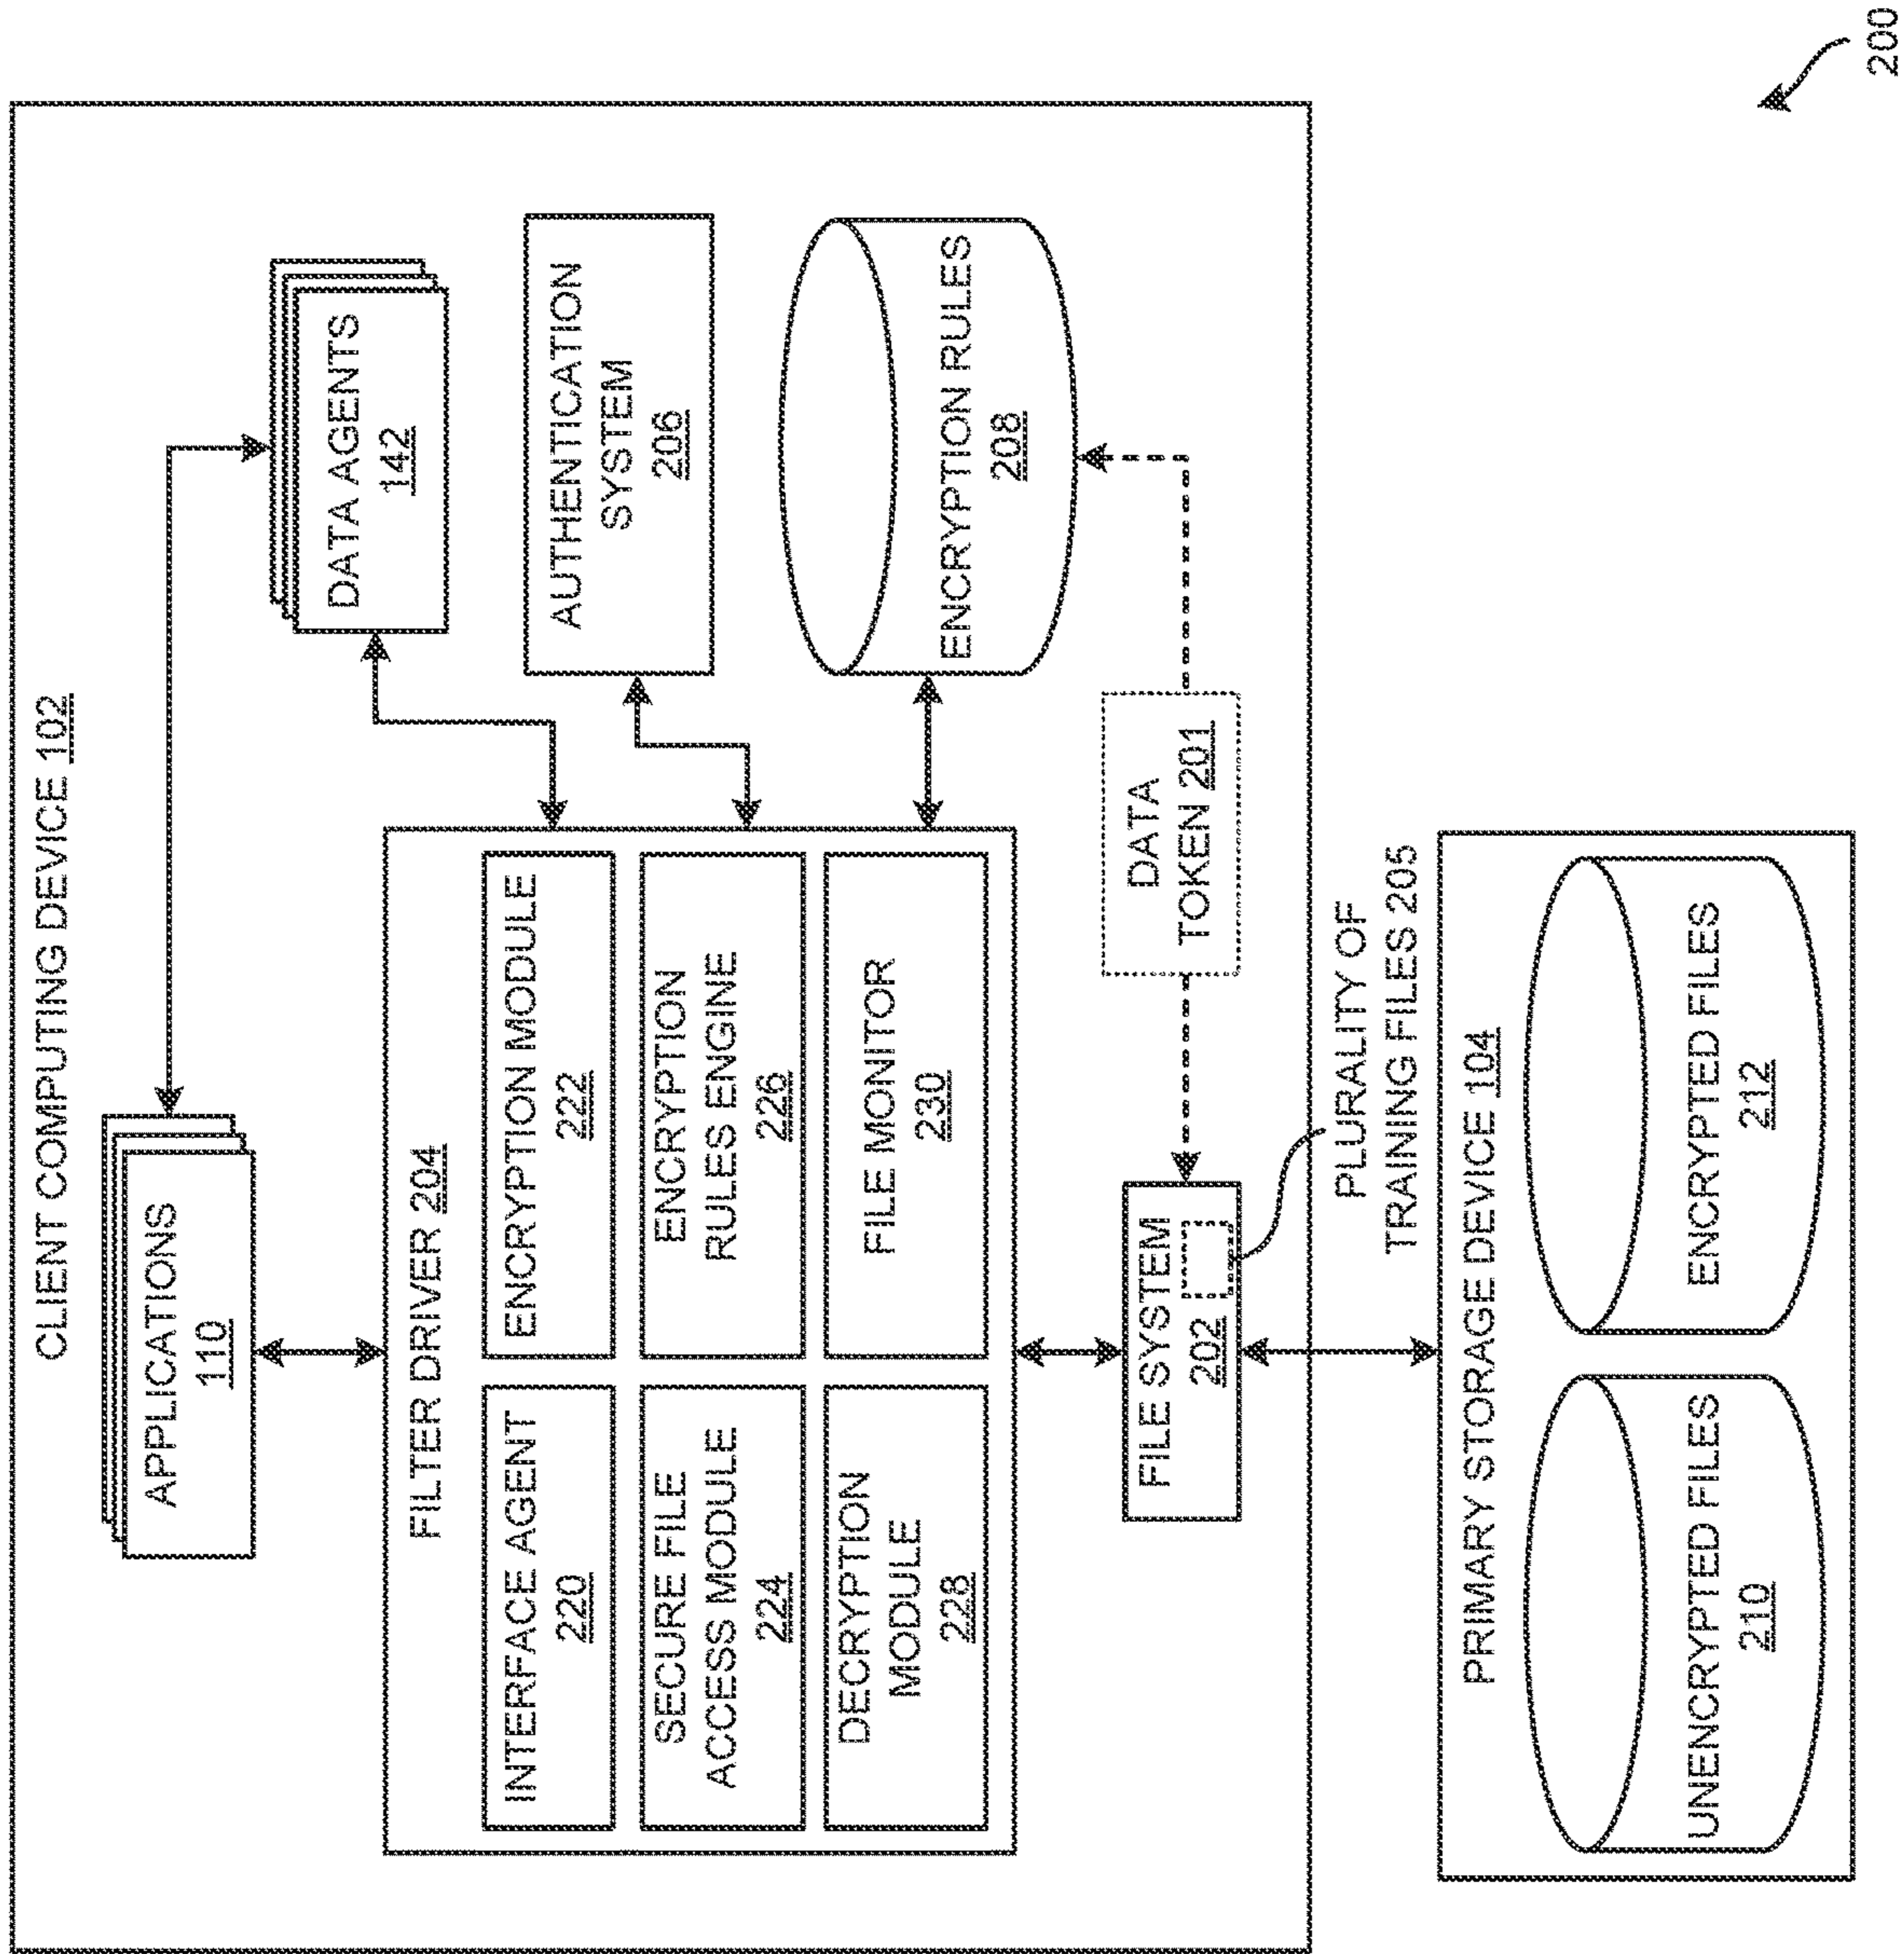 CLIENT COMPUTING DEVICE 102
APPLICATIONS
110
DATA AGENTS
142
FILTER DRIVER 204
INTERFACE AGENT
220
ENCRYPTION MODULE
222
SECURE FILE
ACCESS MODULE
224
ENCRYPTION
RULES ENGINE
226
DECRYPTION
MODULE
228
FILE MONITOR
230
AUTHENTICATION
SYSTEM
206
ENCRYPTION RULES
208
DATA
TOKEN 201
FILE SYSTEM
202
PLURALITY OF
TRAINING FILES 205
PRIMARY STORAGE DEVICE 104
UNENCRYPTED FILES
210
ENCRYPTED FILES
212
200